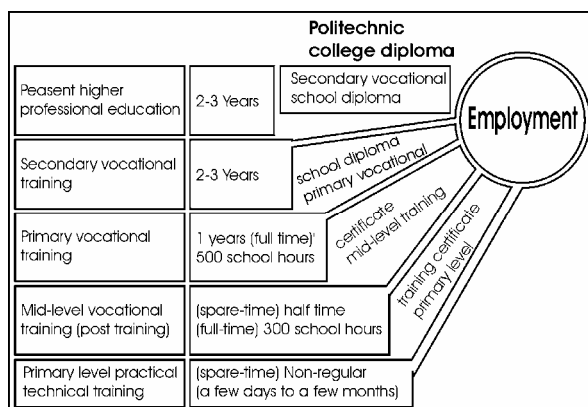 Politechnic
college diploma
Peasent higher
professional education
2-3 Years
Secondary vocational
school diploma
Employment
Secondary vocational
training
2-3 Years
school diploma
primary vocational
Primary vocational
training
1 years (full time)'
500 school hours
certificate
mid-level training
Mid-level vocational
training (post training)
(spare-time) half time
(full-time) 300 school hours
training certificate
primary level
Primary level practical
technical training
(spare-time) Non-regular
(a few days to a few months)